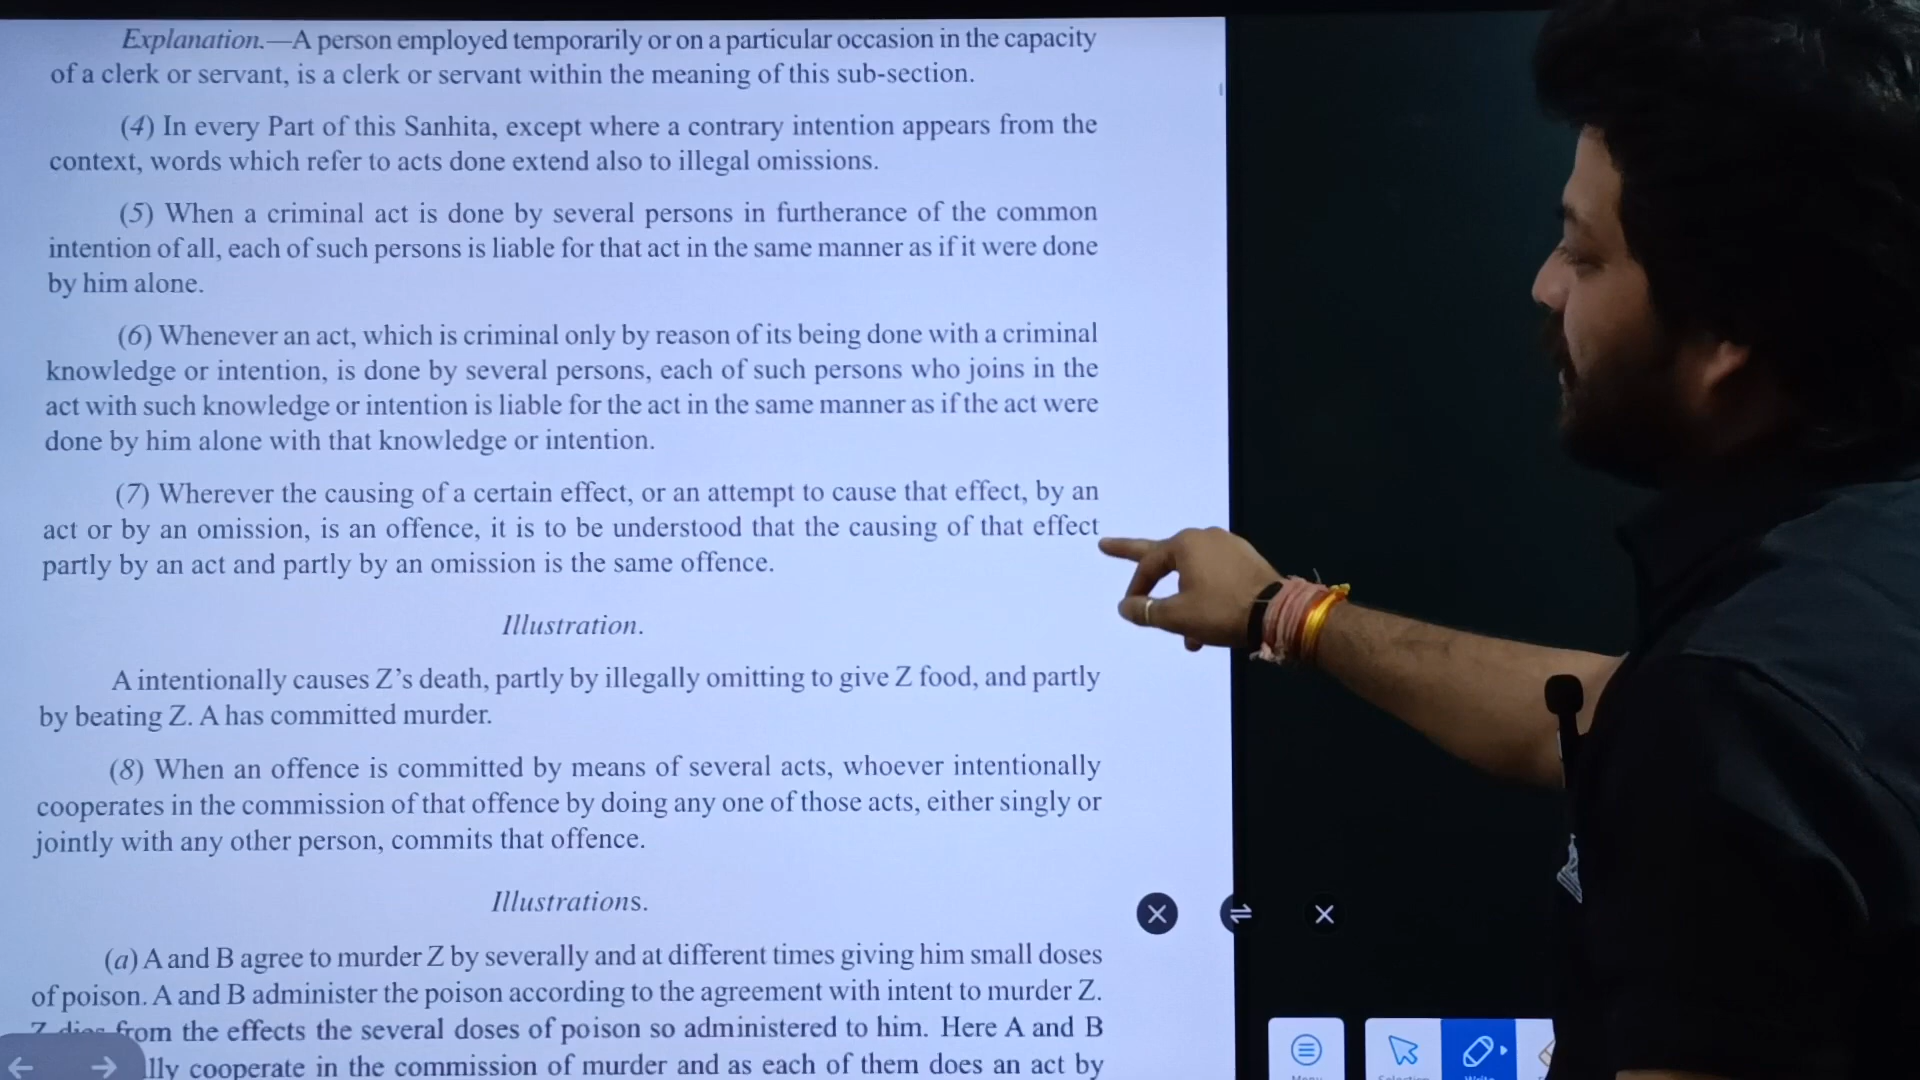 Explanation.—A person employed temporarily or on a particular occasion in the capacity
of a clerk or servant, is a clerk or servant within the meaning of this sub-section.
(4) In every Part of this Sanhita, except where a contrary intention appears from the
context, words which refer to acts done extend also to illegal omissions.
(5) When a criminal act is done by several persons in furtherance of the common
intention of all, each of such persons is liable for that act in the same manner as if it were done
by him alone.
(6) Whenever an act, which is criminal only by reason of its being done with a criminal
knowledge or intention, is done by several persons, each of such persons who joins in the
act with such knowledge or intention is liable for the act in the same manner as if the act were
done by him alone with that knowledge or intention.
(7) Wherever the causing of a certain effect, or an attempt to cause that effect, by an
act or by an omission, is an offence, it is to be understood that the causing of that effect
partly by an act and partly by an omission is the same offence.
Illustration.
A intentionally causes Z’s death, partly by illegally omitting to give Z food, and partly
by beating Z. A has committed murder.
(8) When an offence is committed by means of several acts, whoever intentionally
cooperates in the commission of that offence by doing any one of those acts, either singly or
jointly with any other person, commits that offence.
Illustrations.
(a) A and B agree to murder Z by severally and at different times giving him small doses
of poison. A and B administer the poison according to the agreement with intent to murder Z.
Z dies from the effects the several doses of poison so administered to him. Here A and B
cooperate in the commission of murder and as each of them does an act by